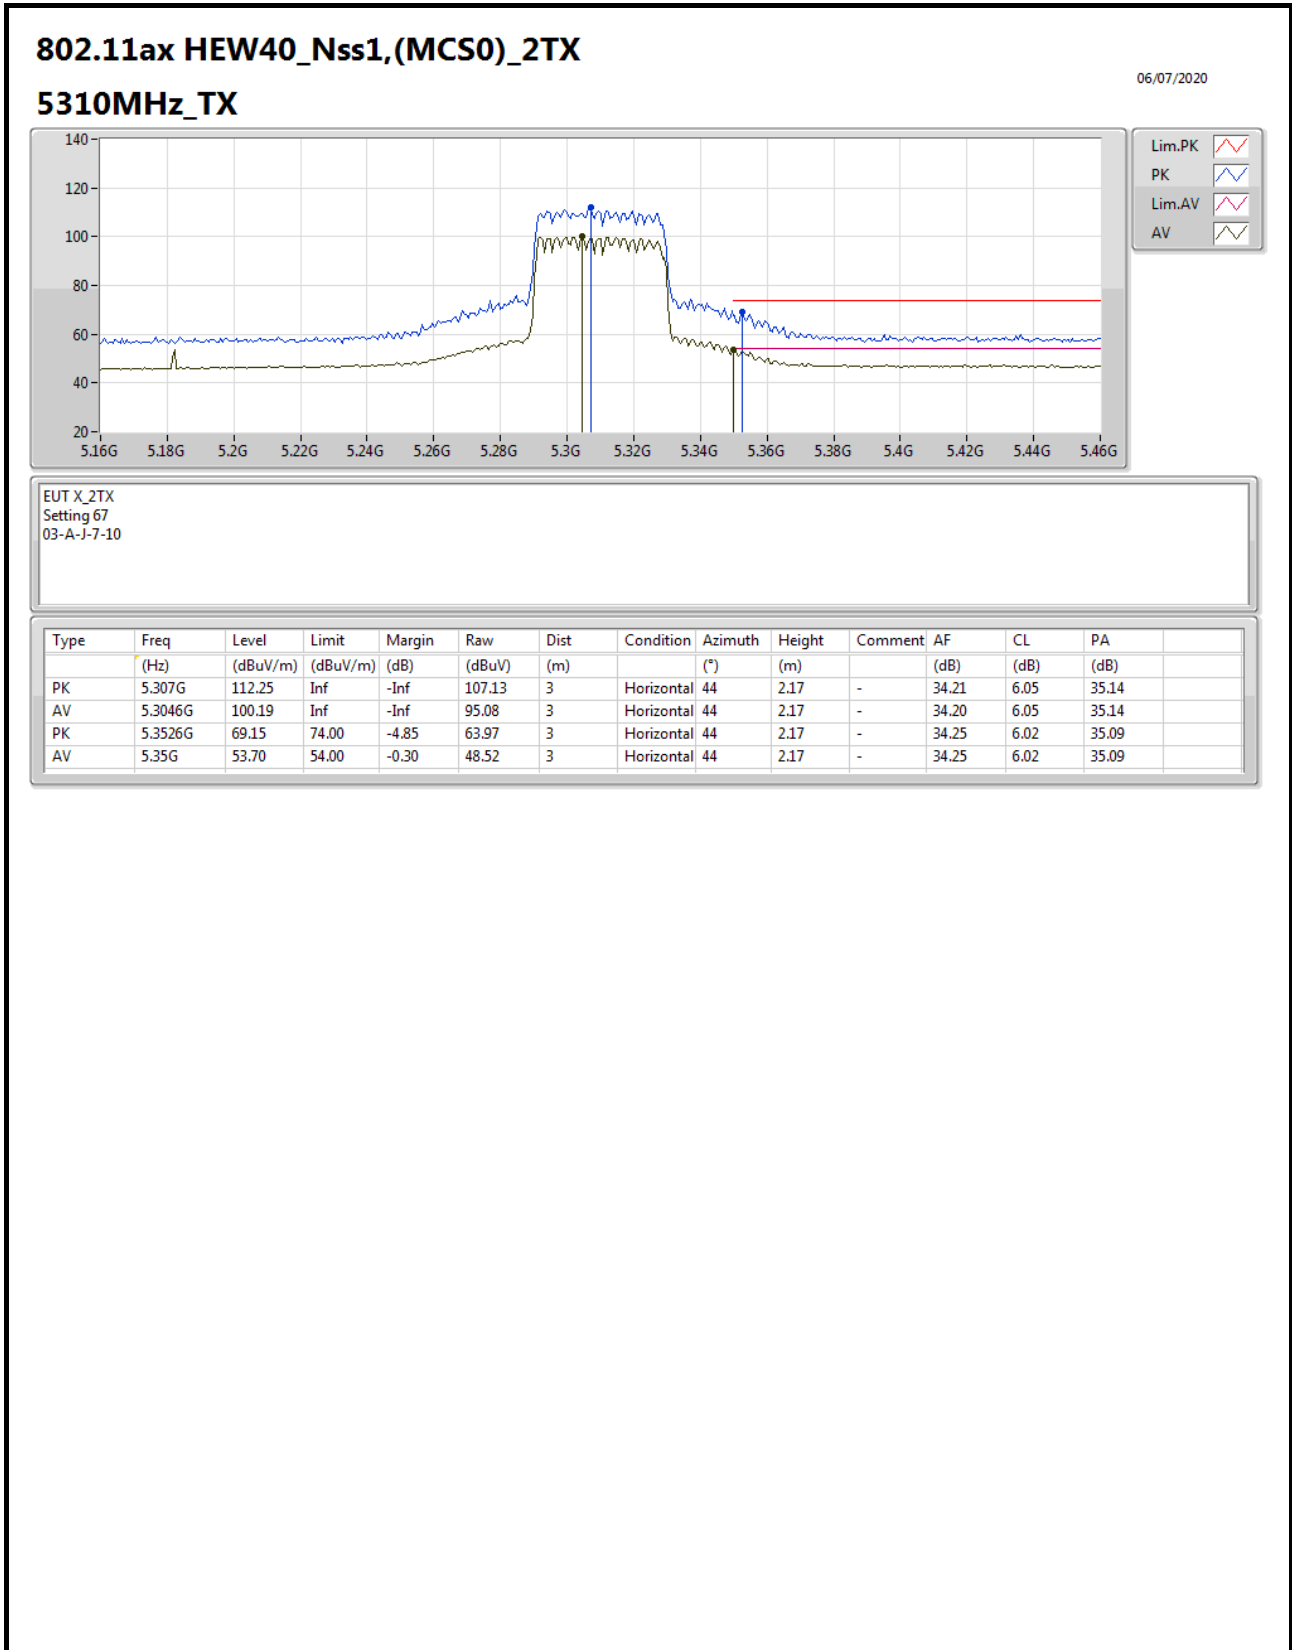 802.11ax HEW40_Nss1,(MCS0)_2TX
06/07/2020
5310MHz_TX
140
120
100
80
60
40
20
5.16G 5.18G 5.2G 5.22G 5.24G 5.26G 5.28G 5.3G 5.32G 5.34G 5.36G 5.38G 5.4G 5.42G 5.44G 5.46G
Lim.PK
PK
Lim.AV
AV
EUT X_2TX
Setting 67
03-A-J-7-10
Type Freq Level Limit Margin Raw Dist Condition Azimuth Height Comment AF CL PA
(Hz) (dBuV/m) (dBuV/m) (dB) (dBuV) (m) (°) (m) (dB) (dB) (dB)
PK 5.307G 112.25 Inf -Inf 107.13 3 Horizontal 44 2.17 - 34.21 6.05 35.14
AV 5.3046G 100.19 Inf -Inf 95.08 3 Horizontal 44 2.17 - 34.20 6.05 35.14
PK 5.3526G 69.15 74.00 -4.85 63.97 3 Horizontal 44 2.17 - 34.25 6.02 35.09
AV 5.35G 53.70 54.00 -0.30 48.52 3 Horizontal 44 2.17 - 34.25 6.02 35.09